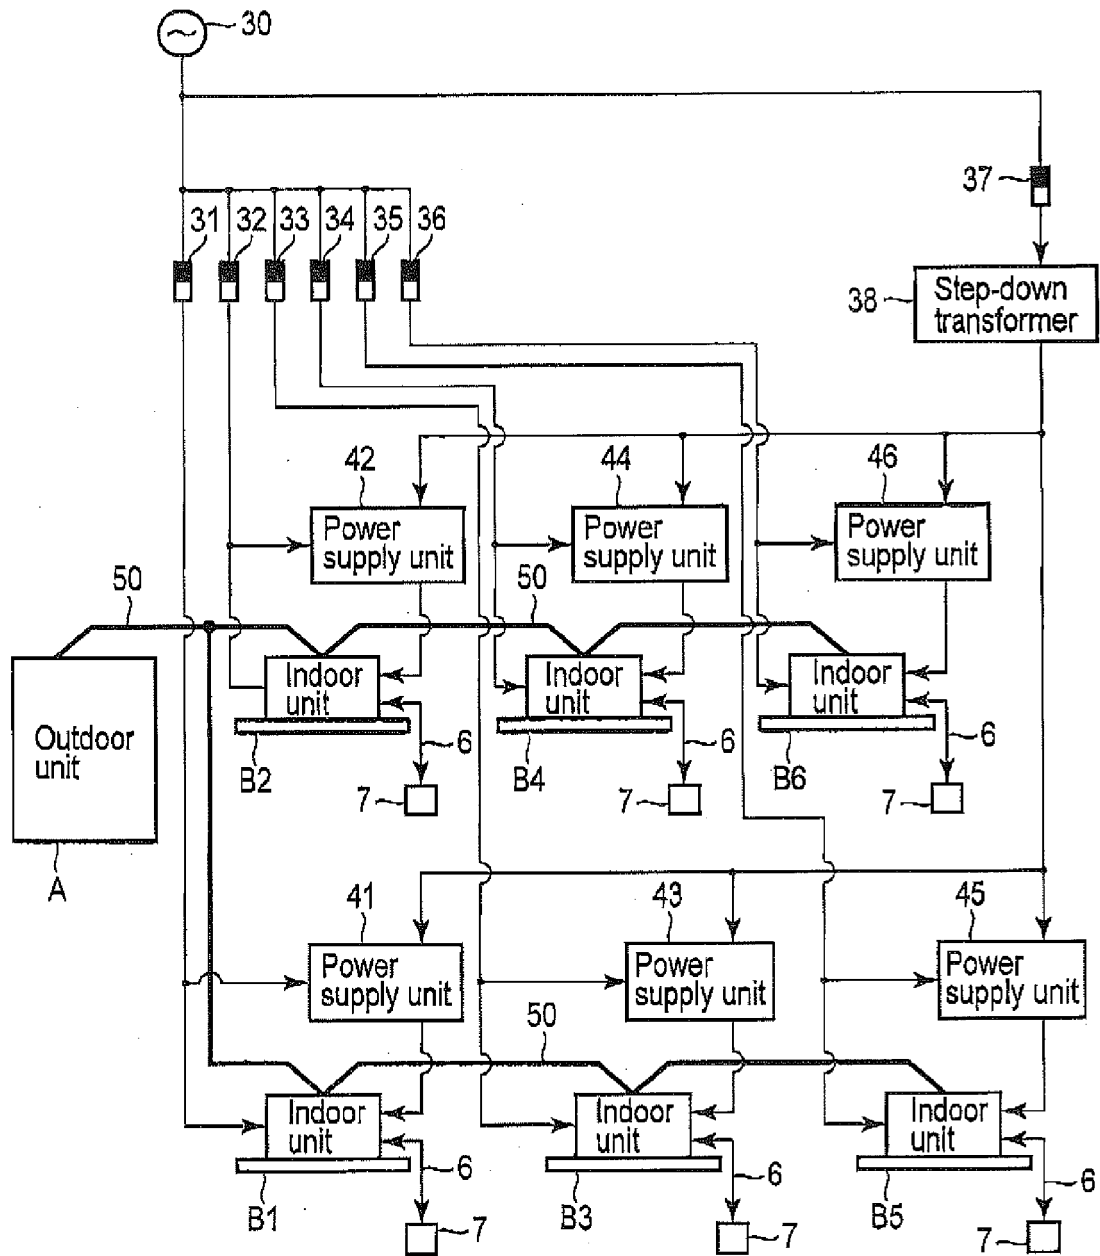 30
37
31 32 33 34 35 36
38
Step-down
transformer
42
44
46
Power
supply unit
Power
supply unit
Power
supply unit
50
50
Outdoor
unit
A
Indoor
unit
Indoor
unit
Indoor
unit
B2
6
7
B4
6
7
B6
6
7
41
43
45
Power
supply unit
Power
supply unit
Power
supply unit
50
Indoor
unit
Indoor
unit
Indoor
unit
B1
6
7
B3
6
7
B5
6
7